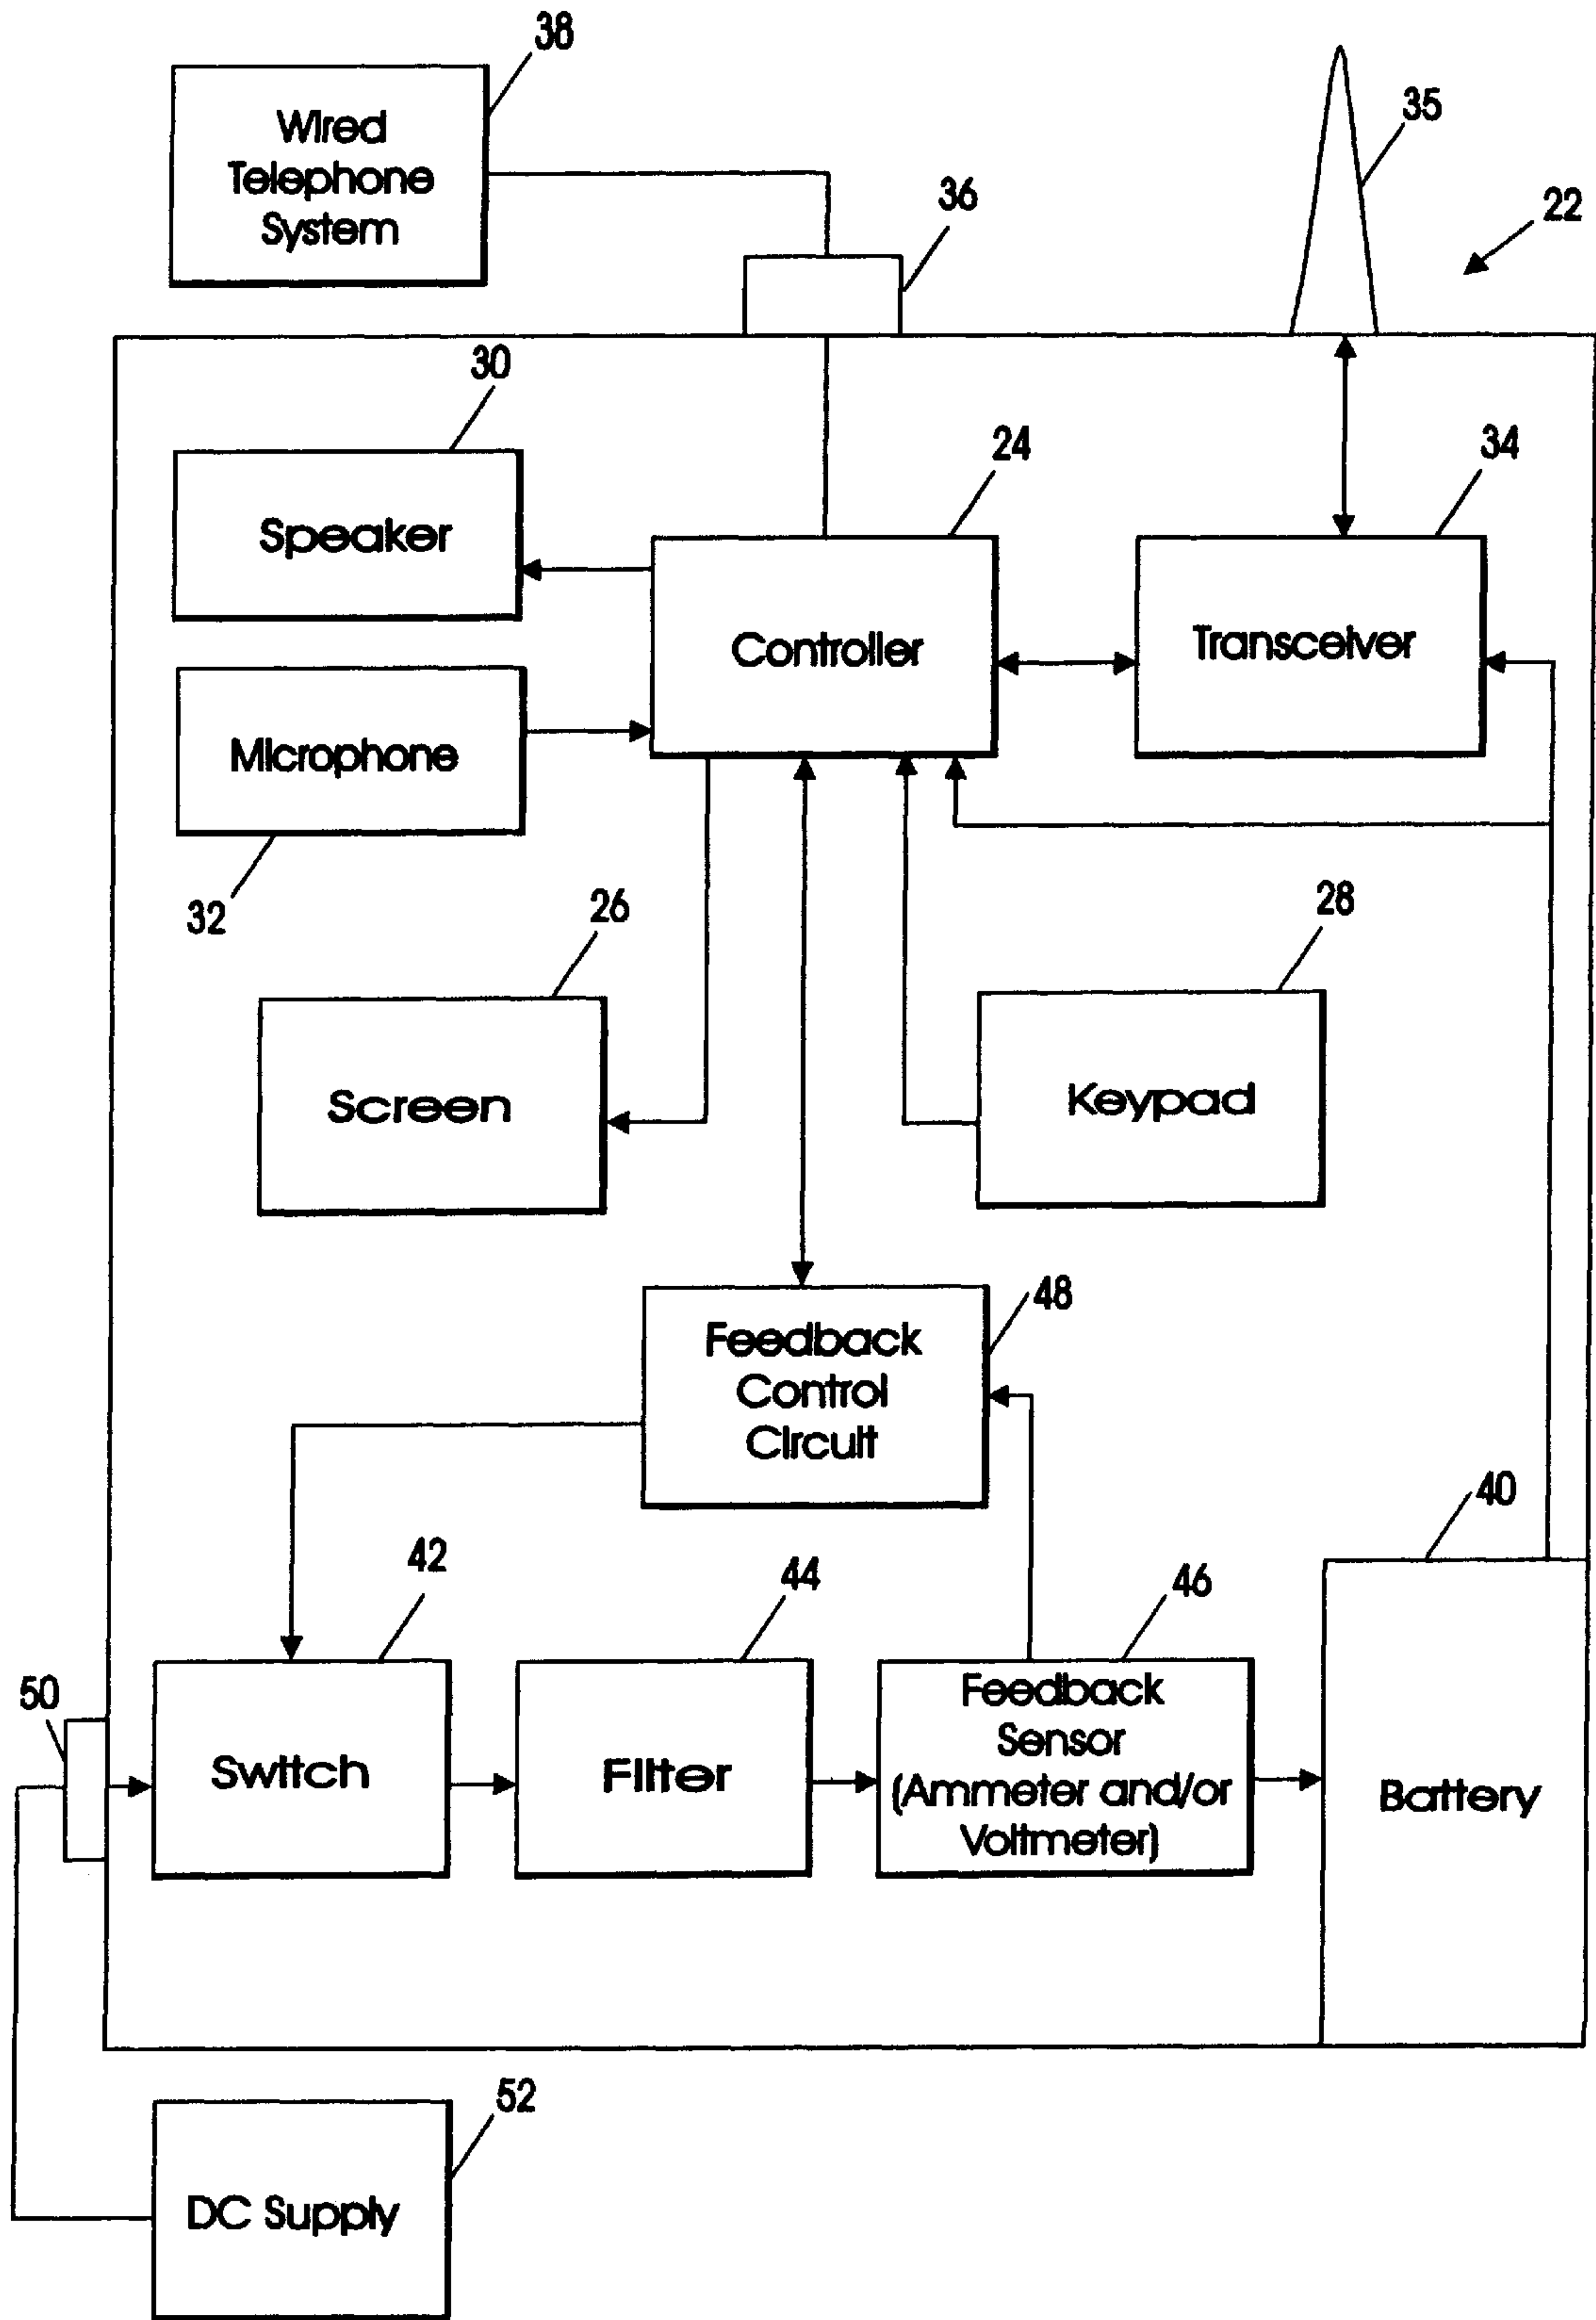 38
Wired
Telephone
System
35
36
22
30
24
34
Speaker
Controller
Transceiver
Microphone
32
26
28
Screen
Keypad
48
Feedback
Control
Circuit
40
42
44
46
50
Switch
Filter
Feedback
Sensor
(Ammeter and/or
Voltmeter)
Battery
52
DC Supply